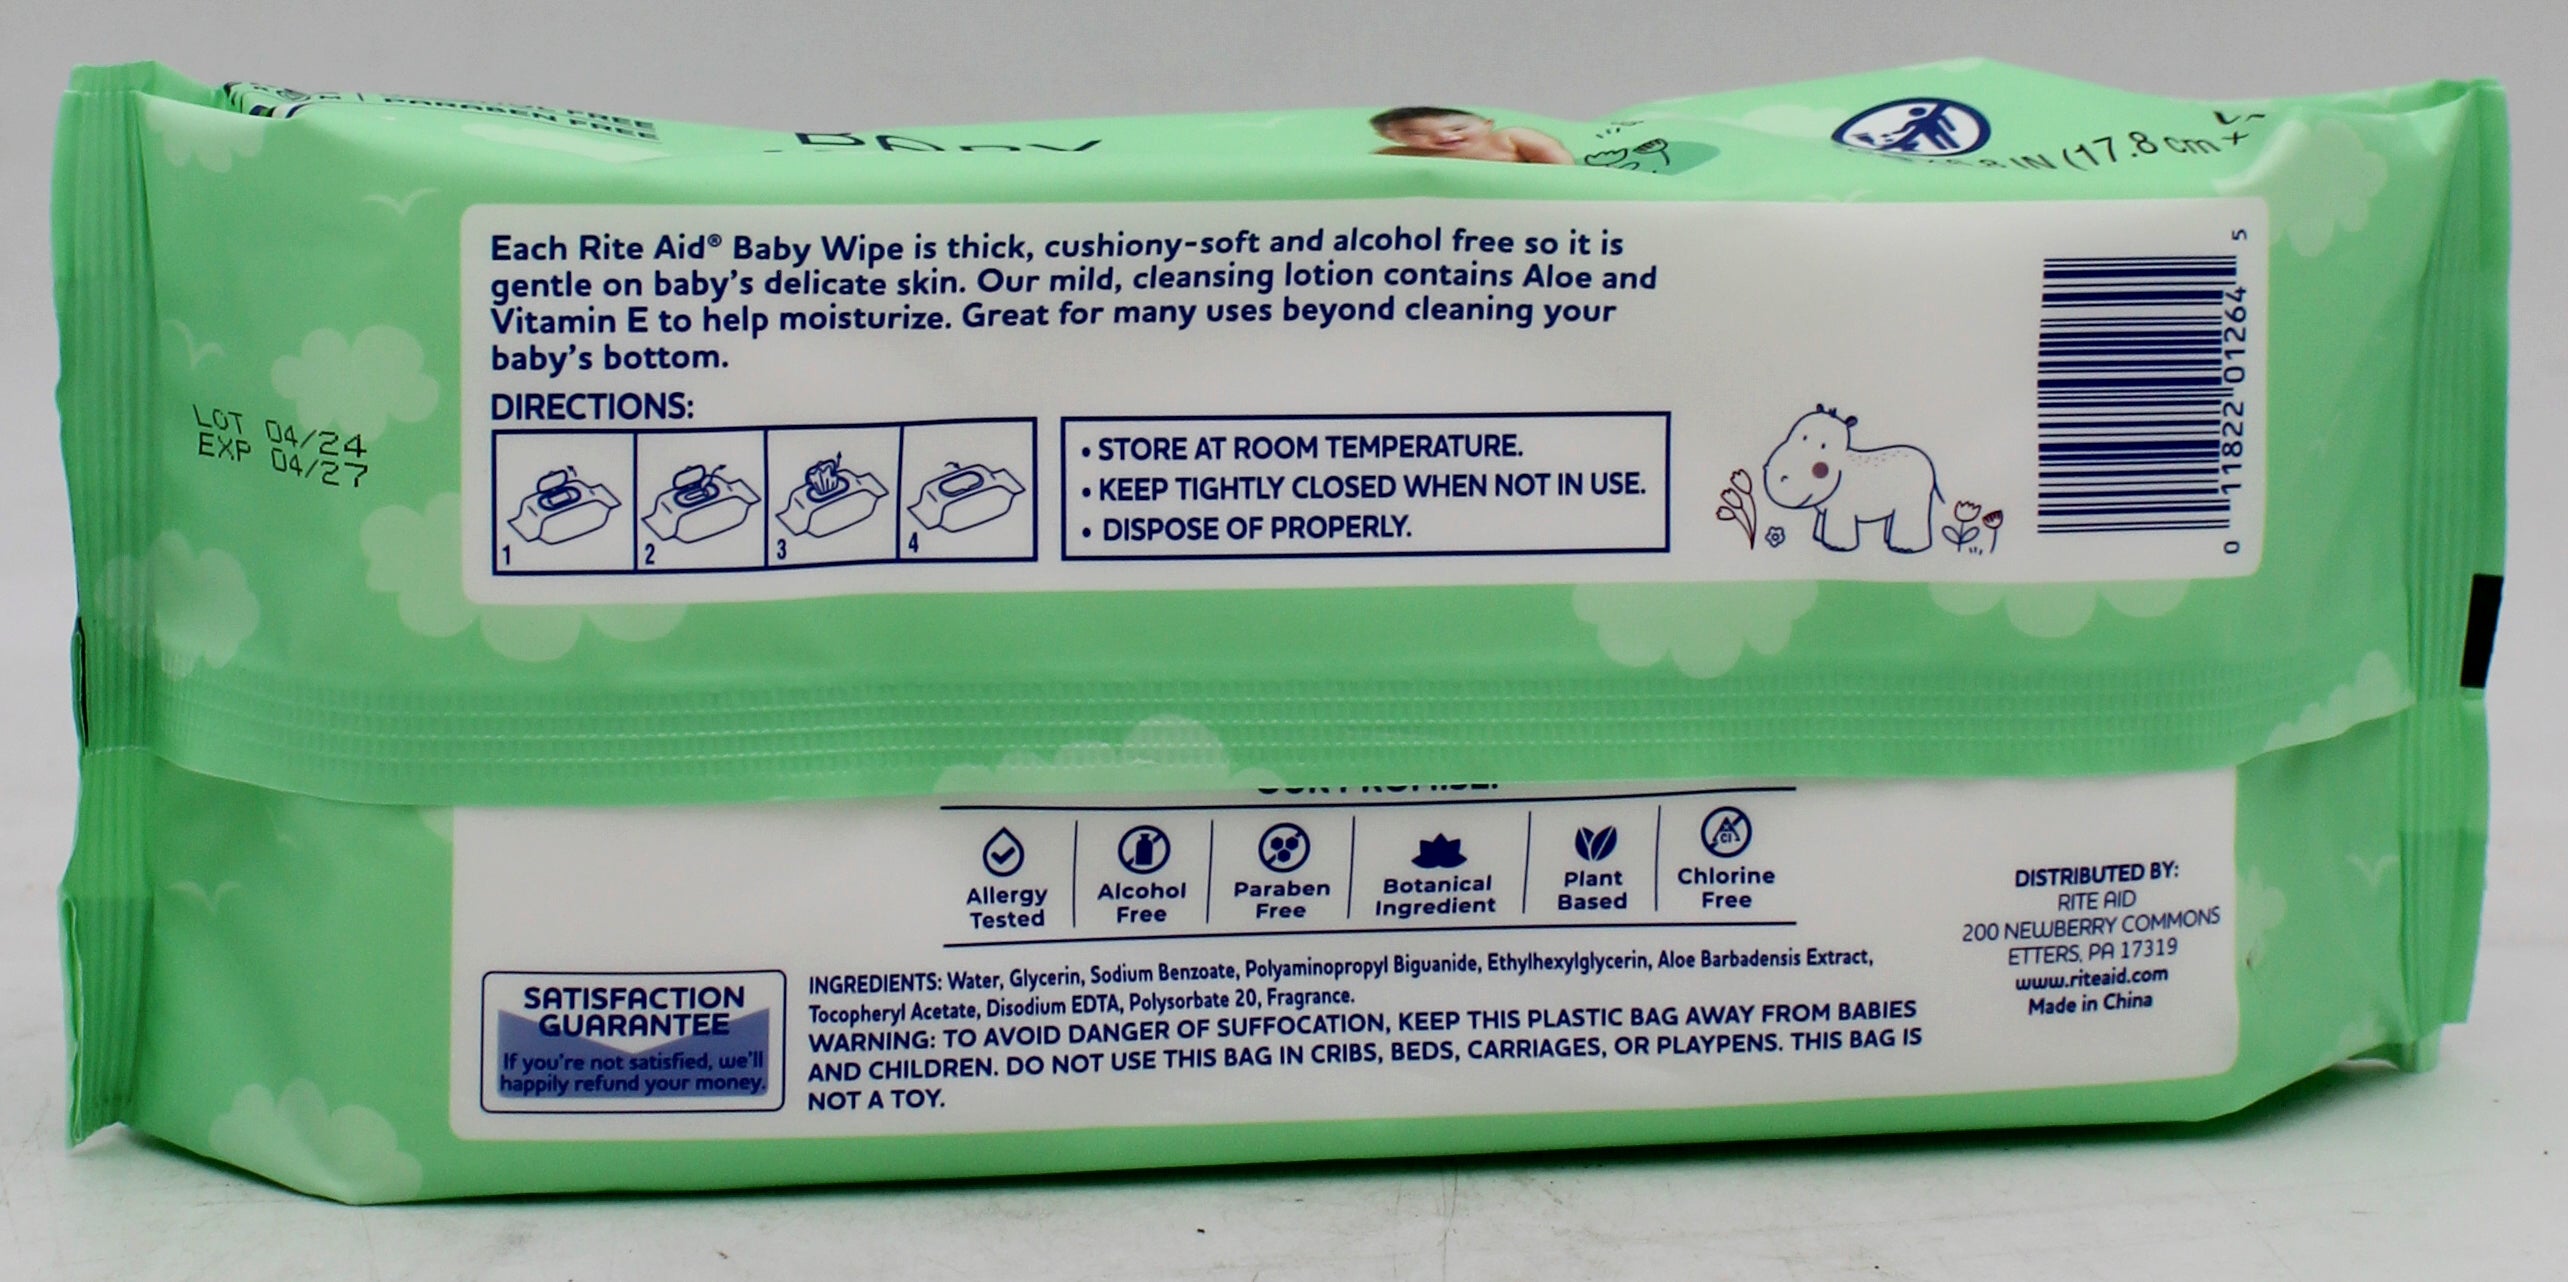 PARABEN FREE
(17.8 cm x
Each Rite Aid® Baby Wipe is thick, cushiony-soft and alcohol free so it is
gentle on baby's delicate skin. Our mild, cleansing lotion contains Aloe and
Vitamin E to help moisturize. Great for many uses beyond cleaning your
baby's bottom.
DIRECTIONS:
1
2
3
4
• STORE AT ROOM TEMPERATURE.
• KEEP TIGHTLY CLOSED WHEN NOT IN USE.
• DISPOSE OF PROPERLY.
0 11822 01264 5
LOT 04/24
EXP 04/27
Allergy
Tested
Alcohol
Free
Paraben
Free
Botanical
Ingredient
Plant
Based
Cl
Chlorine
Free
DISTRIBUTED BY:
RITE AID
200 NEWBERRY COMMONS
ETTERS, PA 17319
www.riteaid.com
Made in China
SATISFACTION
GUARANTEE
If you're not satisfied, we'll
happily refund your money.
INGREDIENTS: Water, Glycerin, Sodium Benzoate, Polyaminopropyl Biguanide, Ethylhexylglycerin, Aloe Barbadensis Extract,
Tocopheryl Acetate, Disodium EDTA, Polysorbate 20, Fragrance.
WARNING: TO AVOID DANGER OF SUFFOCATION, KEEP THIS PLASTIC BAG AWAY FROM BABIES
AND CHILDREN. DO NOT USE THIS BAG IN CRIBS, BEDS, CARRIAGES, OR PLAYPENS. THIS BAG IS
NOT A TOY.